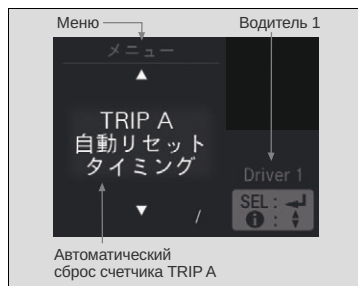 Меню
Водитель 1
メニュー
▲
TRIP A
自動リセット
タイミング
▼
/
Driver 1
SEL : ↵
i : ♦
Автоматический
сброс счетчика TRIP A